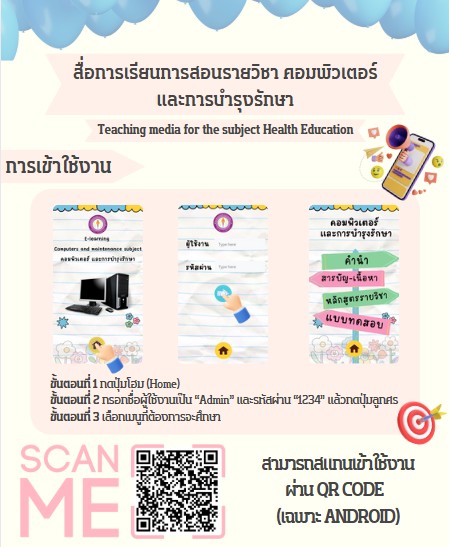 สื่อการเรียนการสอนรายวิชา คอมพิวเตอร์
และการบำรุงรักษา
Teaching media for the subject Health Education
การเข้าใช้งาน
E-learning
Computers and maintenance subject
คอมพิวเตอร์ และการบำรุงรักษา
ผู้ใช้งาน Type here
รหัสผ่าน Type here
คอมพิวเตอร์
และการบำรุงรักษา
คำนำ
สารบัญ-เนื้อหา
หลักสูตรรายวิชา
แบบทดสอบ
ขั้นตอนที่ 1 กดปุ่มโฮม (Home)
ขั้นตอนที่ 2 กรอกชื่อผู้ใช้งานเป็น “Admin” และรหัสผ่าน “1234” แล้วกดปุ่มลูกศร
ขั้นตอนที่ 3 เลือกเมนูที่ต้องการจะศึกษา
SCAN
ME
สามารถสแกนเข้าใช้งาน
ผ่าน QR CODE
(เฉพาะ ANDROID)